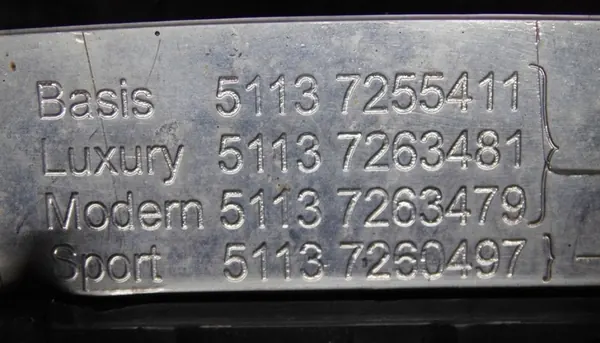 Basis 5113 7255411
Luxury 5113 7263481
Modern 5113 7263479
Sport 5113 7260497